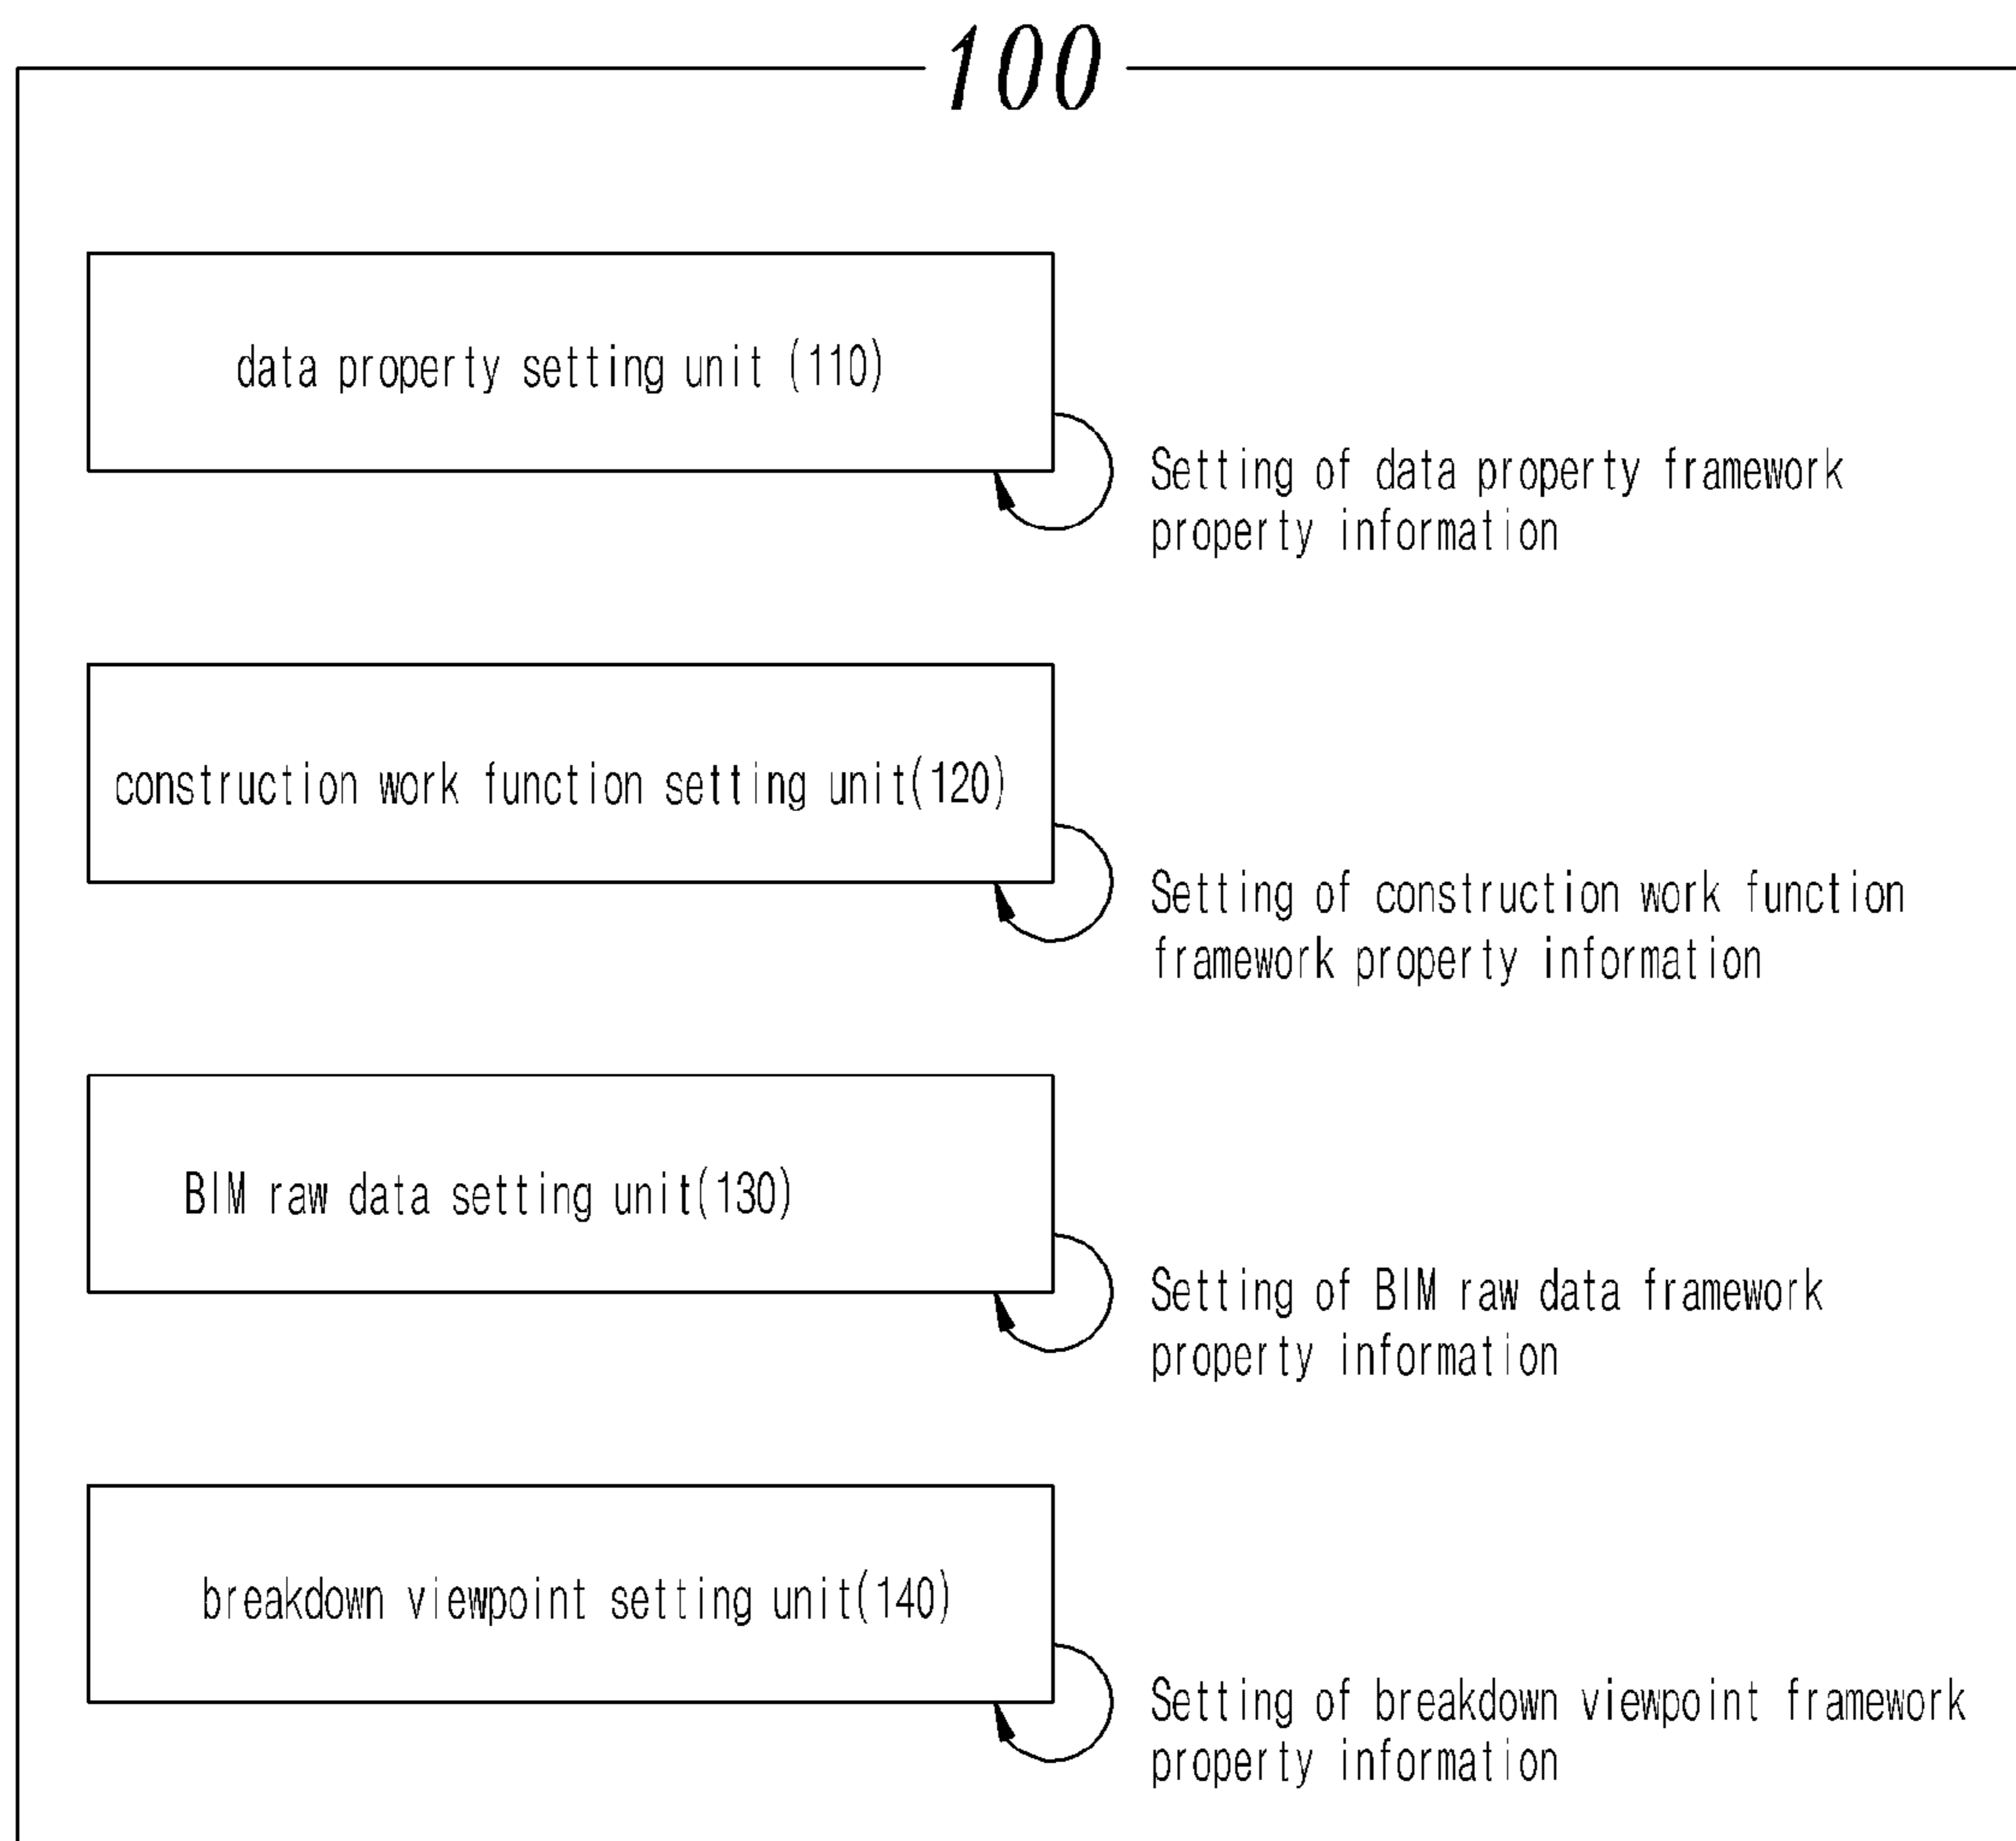 100
data property setting unit (110)
Setting of data property framework
property information
construction work function setting unit(120)
Setting of construction work function
framework property information
BIM raw data setting unit(130)
Setting of BIM raw data framework
property information
breakdown viewpoint setting unit(140)
Setting of breakdown viewpoint framework
property information